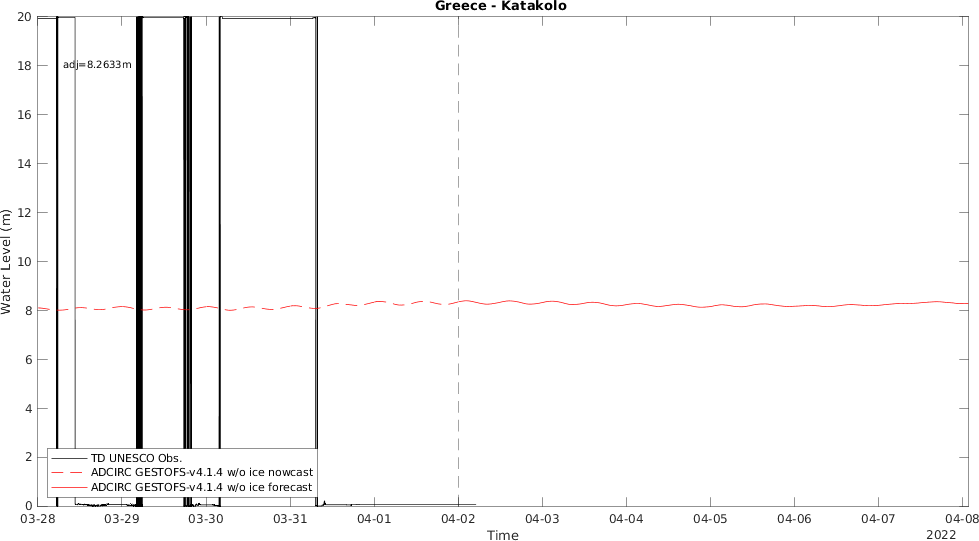 Greece - Katakolo
20
18
16
14
12
10
8
6
4
2
0
Water Level (m)
adj=8.2633m
TD UNESCO Obs.
ADCIRC GESTOFS-v4.1.4 w/o ice nowcast
ADCIRC GESTOFS-v4.1.4 w/o ice forecast
03-28 03-29 03-30 03-31 04-01 04-02 04-03 04-04 04-05 04-06 04-07 04-08
Time
2022